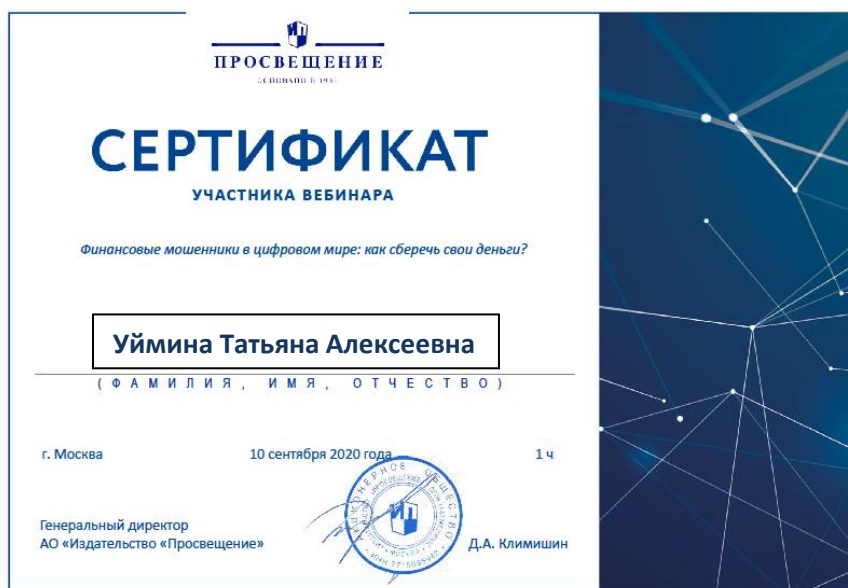 ПРОСВЕЩЕНИЕ
СЕРТИФИКАТ
УЧАСТНИКА ВЕБИНАРА
Финансовые мошенники в цифровом мире: как сберечь свои деньги?
Уймина Татьяна Алексеевна
(ФАМИЛИЯ, ИМЯ, ОТЧЕСТВО)
г. Москва 10 сентября 2020 года 1 ч
Генеральный директор
АО «Издательство «Просвещение» Д.А. Климишин